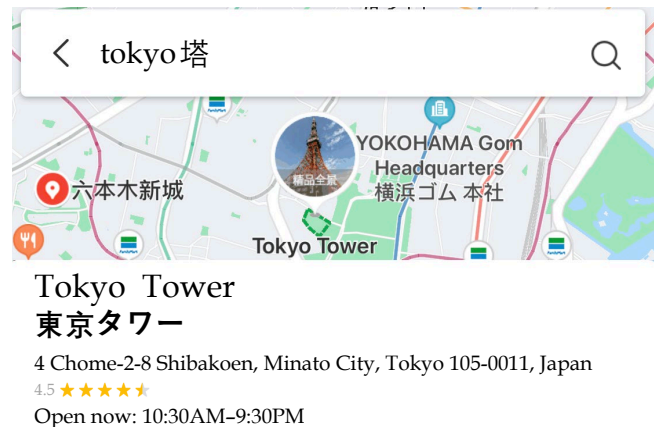 tokyo塔
YOKOHAMA Gom
Headquarters
横浜ゴム 本社
精品全景
六本木新城
Tokyo Tower
FamilyMart
FamilyMart
Tokyo Tower
東京タワー
4 Chome-2-8 Shibakoen, Minato City, Tokyo 105-0011, Japan
4.5
Open now: 10:30AM–9:30PM